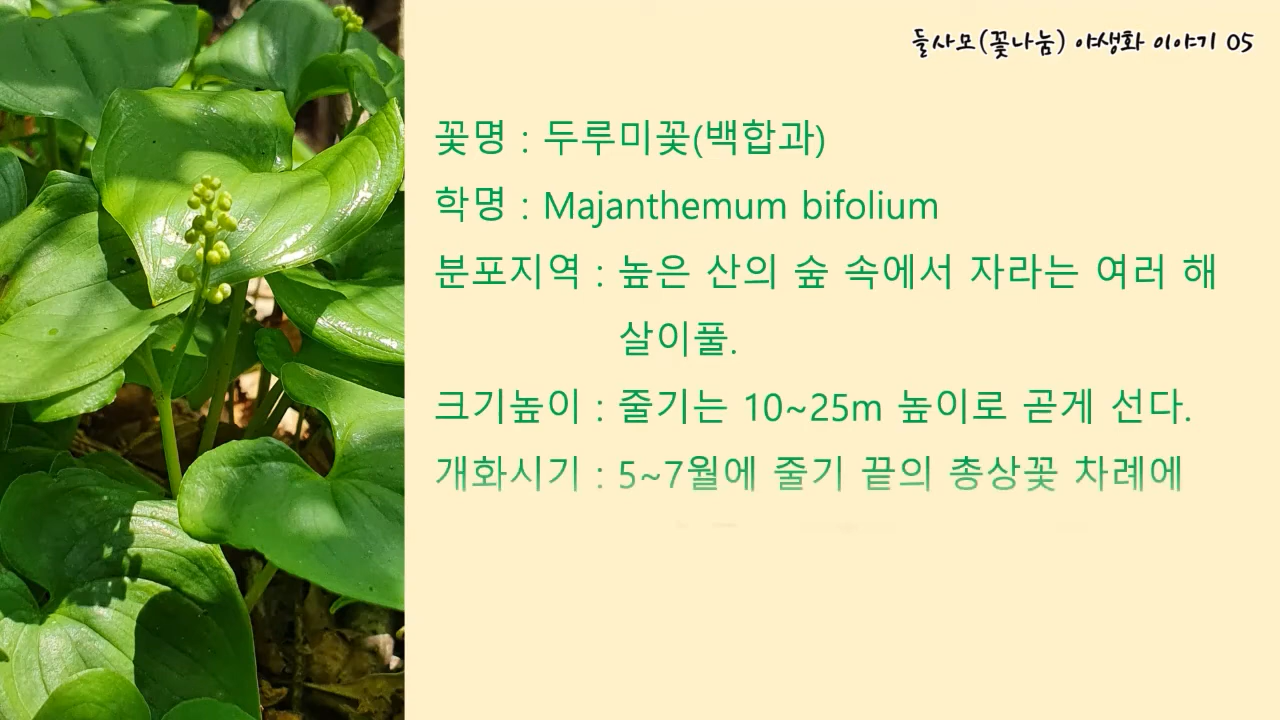 들사모(꽃나눔) 야생화 이야기 05
꽃명 : 두루미꽃(백합과)
학명 : Majanthemum bifolium
분포지역 : 높은 산의 숲 속에서 자라는 여러 해
살이풀.
크기높이 : 줄기는 10~25m 높이로 곧게 선다.
개화시기 : 5~7월에 줄기 끝의 총상꽃 차례에